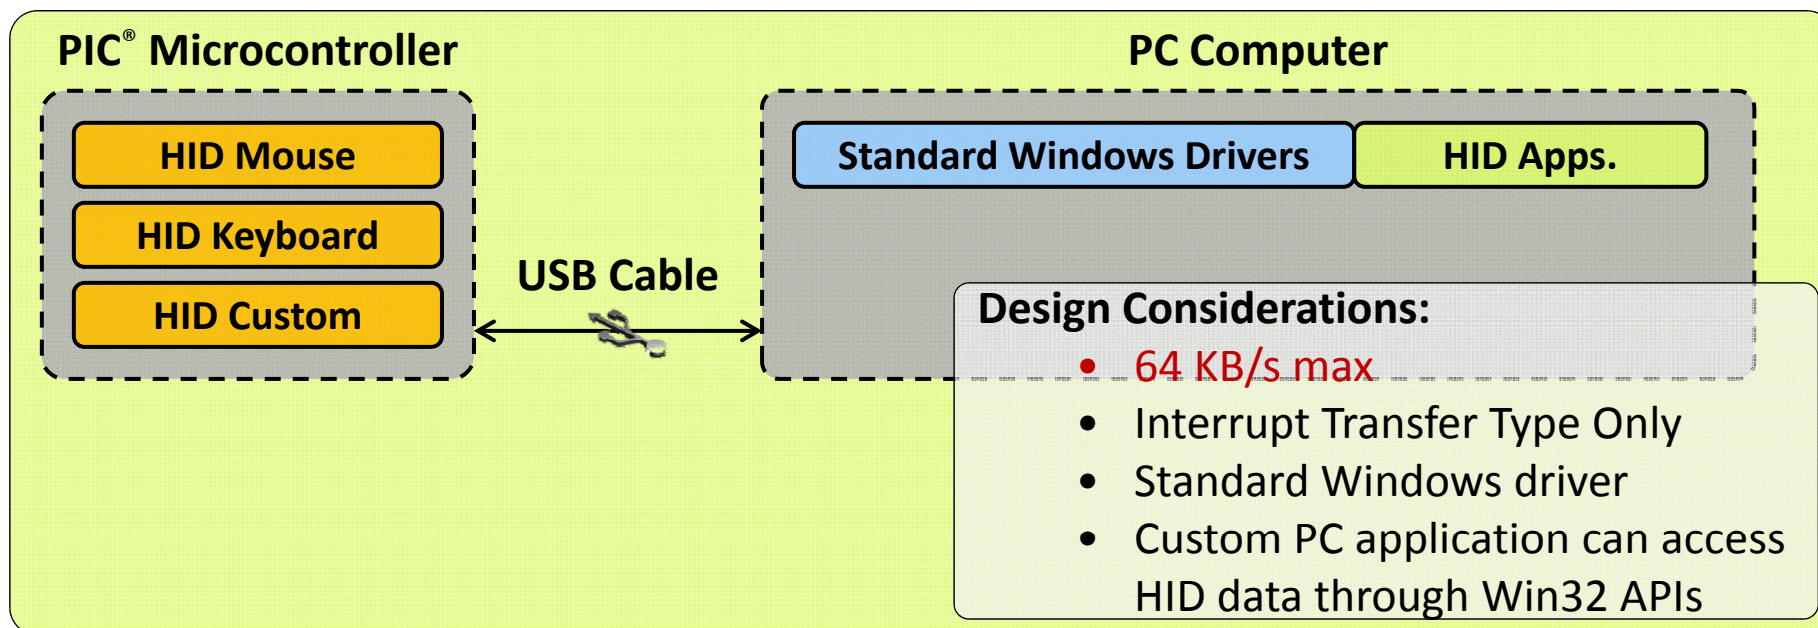 PIC® Microcontroller
PC Computer
HID Mouse
HID Keyboard
HID Custom
USB Cable
Standard Windows Drivers
HID Apps.
Design Considerations:
• 64 KB/s max
• Interrupt Transfer Type Only
• Standard Windows driver
• Custom PC application can access
HID data through Win32 APIs